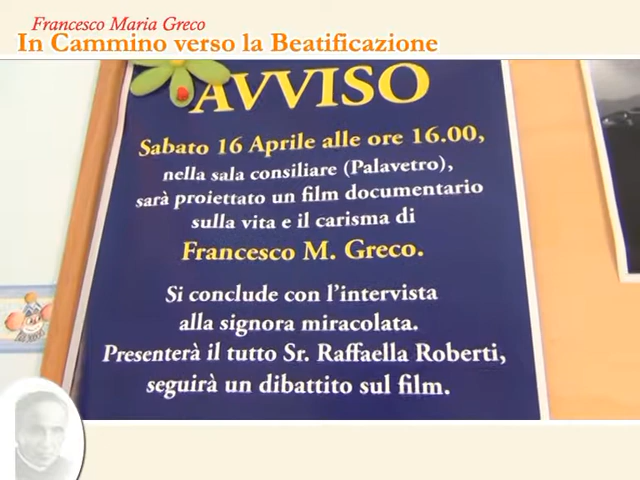 Francesco Maria Greco
In Cammino verso la Beatificazione
AVVISO
Sabato 16 Aprile alle ore 16.00,
nella sala consiliare (Palavetro),
sarà proiettato un film documentario
sulla vita e il carisma di
Francesco M. Greco.
Si conclude con l'intervista
alla signora miracolata.
Presenterà il tutto Sr. Raffaella Roberti,
seguirà un dibattito sul film.